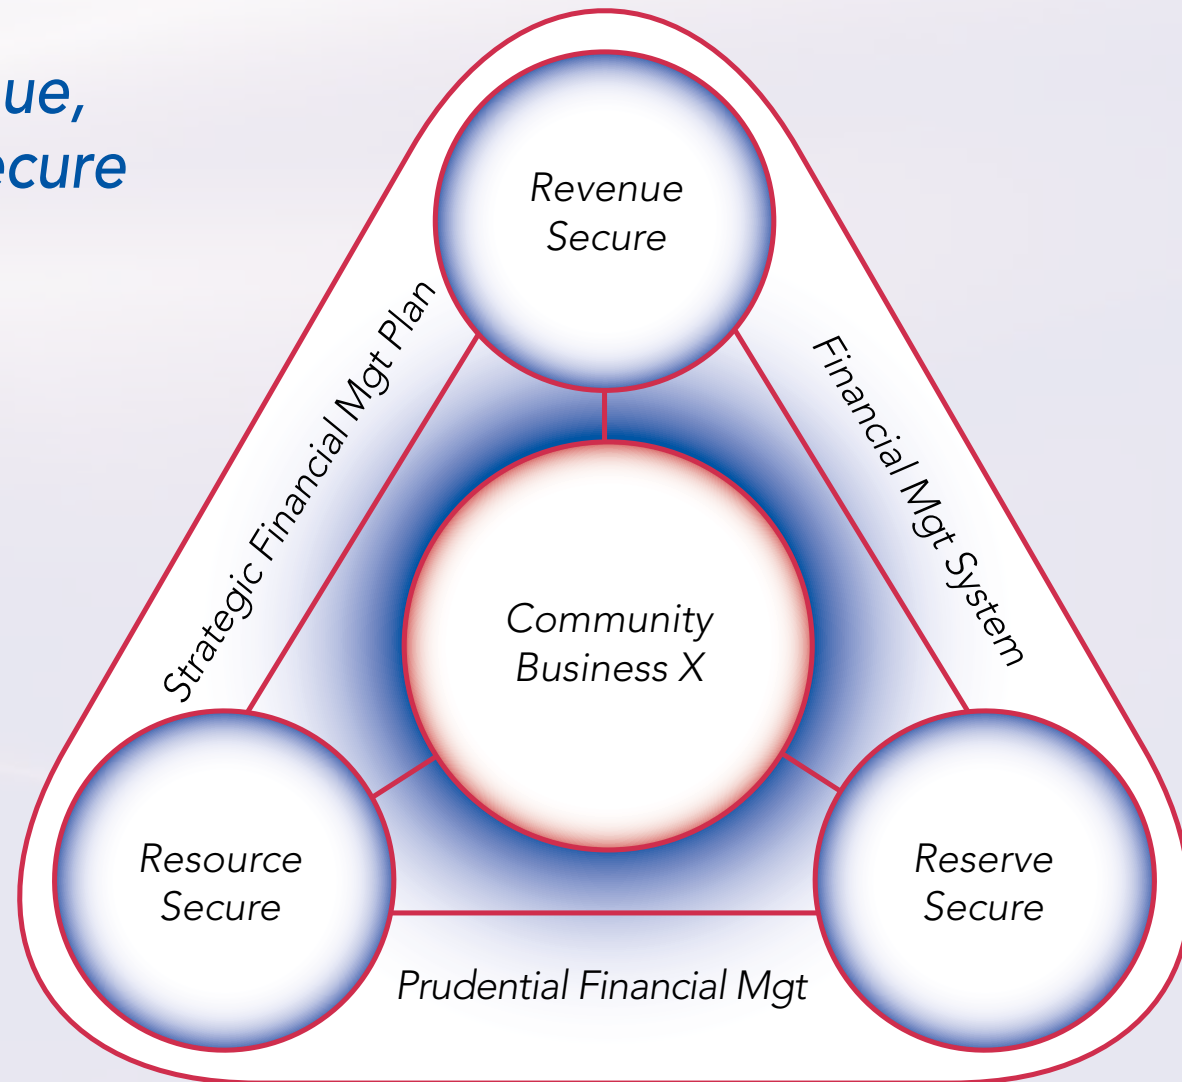 ue,
ecure
Revenue
Secure
Strategic Financial Mgt Plan
Financial Mgt System
Community
Business X
Resource
Secure
Reserve
Secure
Prudential Financial Mgt